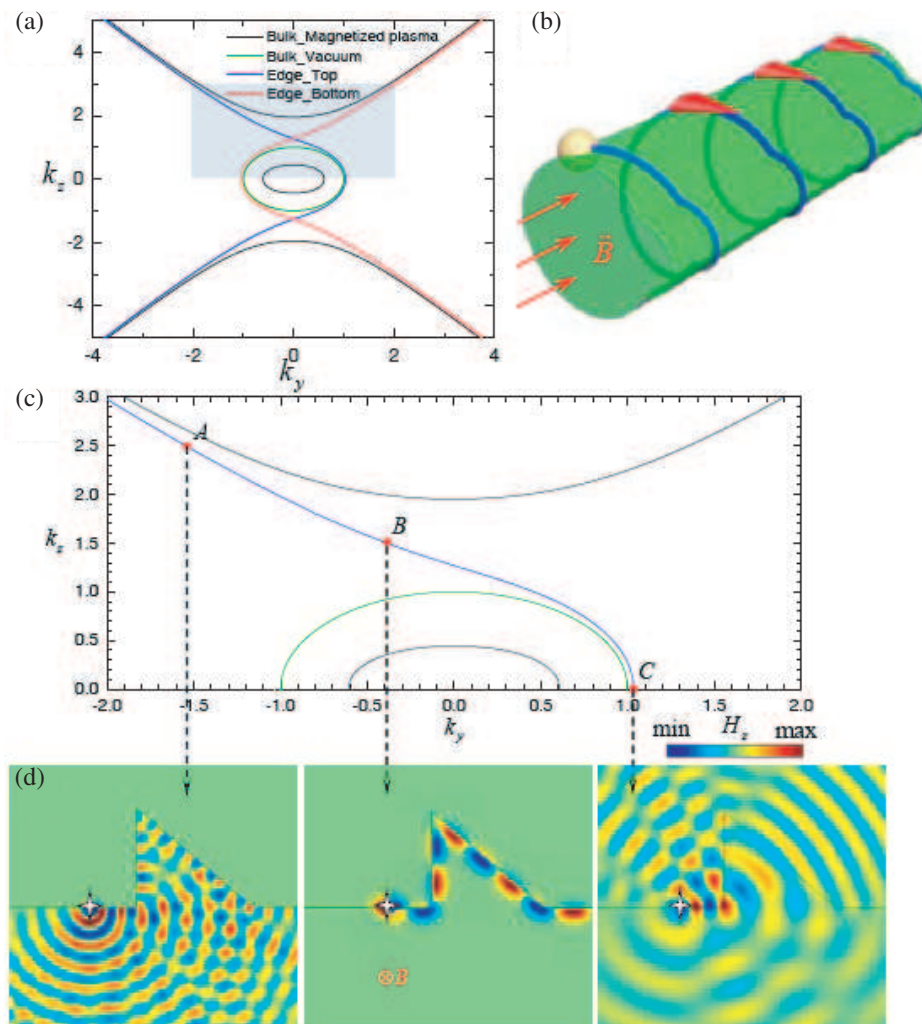 (a)
Bulk_Magnetized plasma
Bulk_Vacuum
Edge_Top
Edge_Bottom
4
2
0
-2
-4
k_z
-4 -2 0 2 4
k_y
(b)
B
(c)
3.0
2.5
2.0
1.5
1.0
0.5
0.0
k_z
A
B
C
-2.0 -1.5 -1.0 -0.5 0.0 0.5 1.0 1.5 2.0
k_y
min H_z max
(d)
⊗B